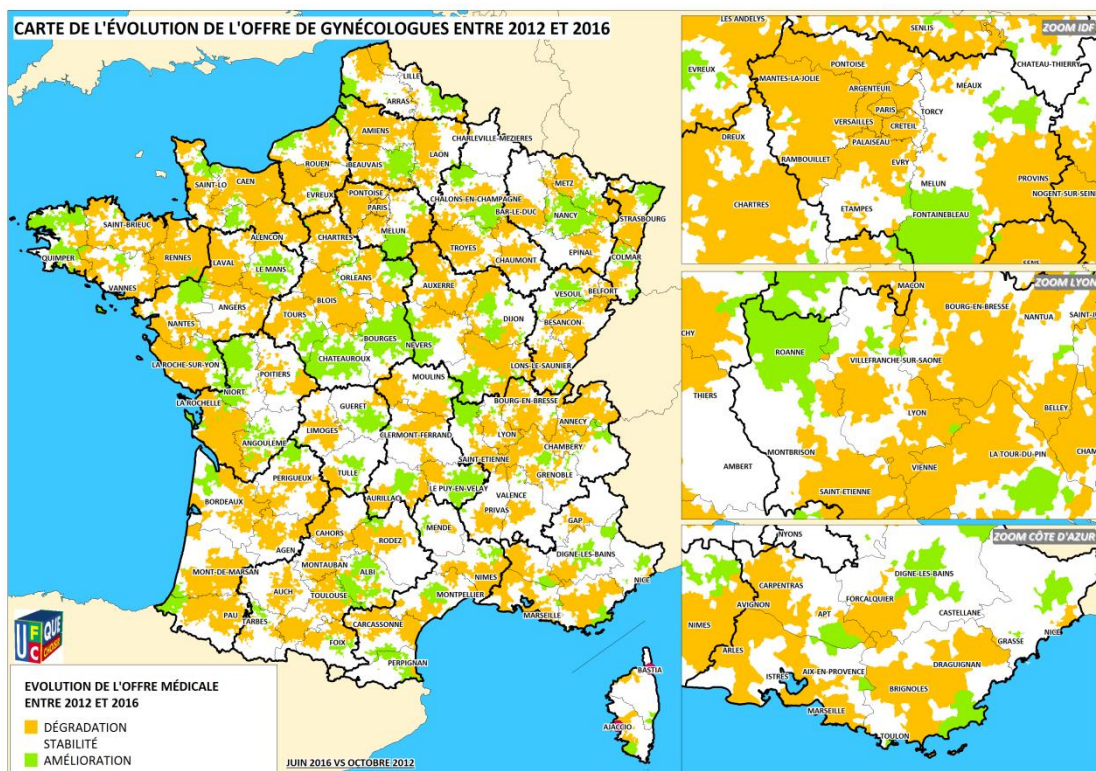 CARTE DE L'ÉVOLUTION DE L'OFFRE DE GYNÉCOLOGUES ENTRE 2012 ET 2016
LILLE
ARRAS
AMIENS
CHARLEVILLE-MEZIERES
ROUEN
BEAUVAIS
LAON
SAINT-LO
CAEN
EVREUX
PONTOISE
PARIS
MELUN
CHALONS-EN-CHAMPAGNE
BAR-LE-DUC
METZ
NANCY
STRASBOURG
SAINT-BRIEUC
ALENCON
CHARTRES
TROYES
CHAUMONT
EPINAL
COLMAR
QUIMPER
RENNES
LAVAL
LE MANS
ORLEANS
AUXERRE
VESOUL
BELFORT
VANNES
ANGERS
BLOIS
TOURS
DIJON
BESANCON
NANTES
BOURGES
NEVERS
CHATEAUROUX
LONS-LE-SAUNIER
LA ROCHE-SUR-YON
POITIERS
MOULINS
NIORT
LA ROCHELLE
GUERET
BOURG-EN-BRESSE
LIMOGES
CLERMONT-FERRAND
LYON
ANNECY
ANGOULEME
CHAMBERY
SAINT-ETIENNE
TULLE
GRENOBLE
PERIGUEUX
LE PUY-EN-VELAY
BORDEAUX
AURILLAC
VALENCE
PRIVAS
CAHORS
MENDE
GAP
AGEN
RODEZ
DIGNE-LES-BAINS
MONT-DE-MARSAN
MONTAUBAN
ALBI
NIMES
NICE
AUCH
TOULOUSE
MONTPELLIER
PAU
TARBES
MARSEILLE
CARCASSONNE
FOIX
PERPIGNAN
BASTIA
AJACCIO
UFC QUE CHOISIR
EVOLUTION DE L'OFFRE MÉDICALE
ENTRE 2012 ET 2016
DÉGRADATION
STABILITÉ
AMÉLIORATION
JUIN 2016 VS OCTOBRE 2012
ZOOM IDF
LES ANDELYS
SENLIS
CHATEAU-THIERRY
EVREUX
PONTOISE
MANTES-LA-JOLIE
MEAUX
ARGENTEUIL
PARIS
TORCY
VERSAILLES
CRETEIL
DREUX
PALAISEAU
RAMBOUILLET
EVRY
PROVINS
MELUN
NOGENT-SUR-SEIN
CHARTRES
ETAMPES
FONTAINEBLEAU
SENS
ZOOM LYON
MACON
BOURG-EN-BRESSE
NANTUA
SAINT-J
CHY
ROANNE
VILLEFRANCHE-SUR-SAONE
THIERS
LYON
BELLEY
AMBERT
MONTBRISON
LA TOUR-DU-PIN
CHAM
VIENNE
SAINT-ETIENNE
ZOOM CÔTE D'AZUR
NYONS
DIGNE-LES-BAINS
CARPENTRAS
FORCALQUIER
AVIGNON
APT
CASTELLANE
NIMES
GRASSE
NICE
ARLES
AIX-EN-PROVENCE
DRAGUIGNAN
ISTRES
BRIGNOLES
MARSEILLE
TOULON